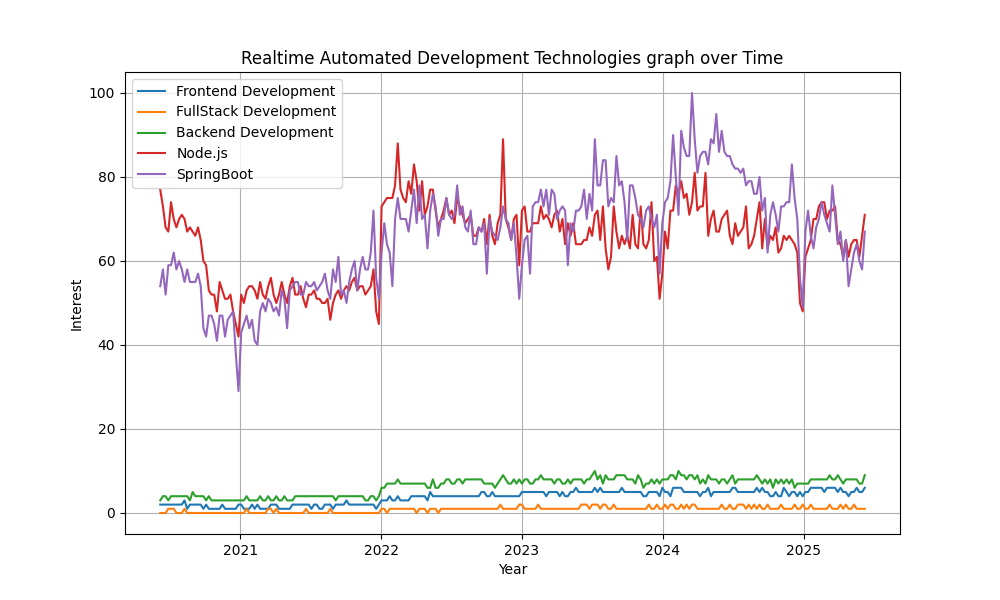 Realtime Automated Development Technologies graph over Time
Frontend Development
FullStack Development
Backend Development
Node.js
SpringBoot
100
80
60
40
20
0
Interest
2021 2022 2023 2024 2025
Year